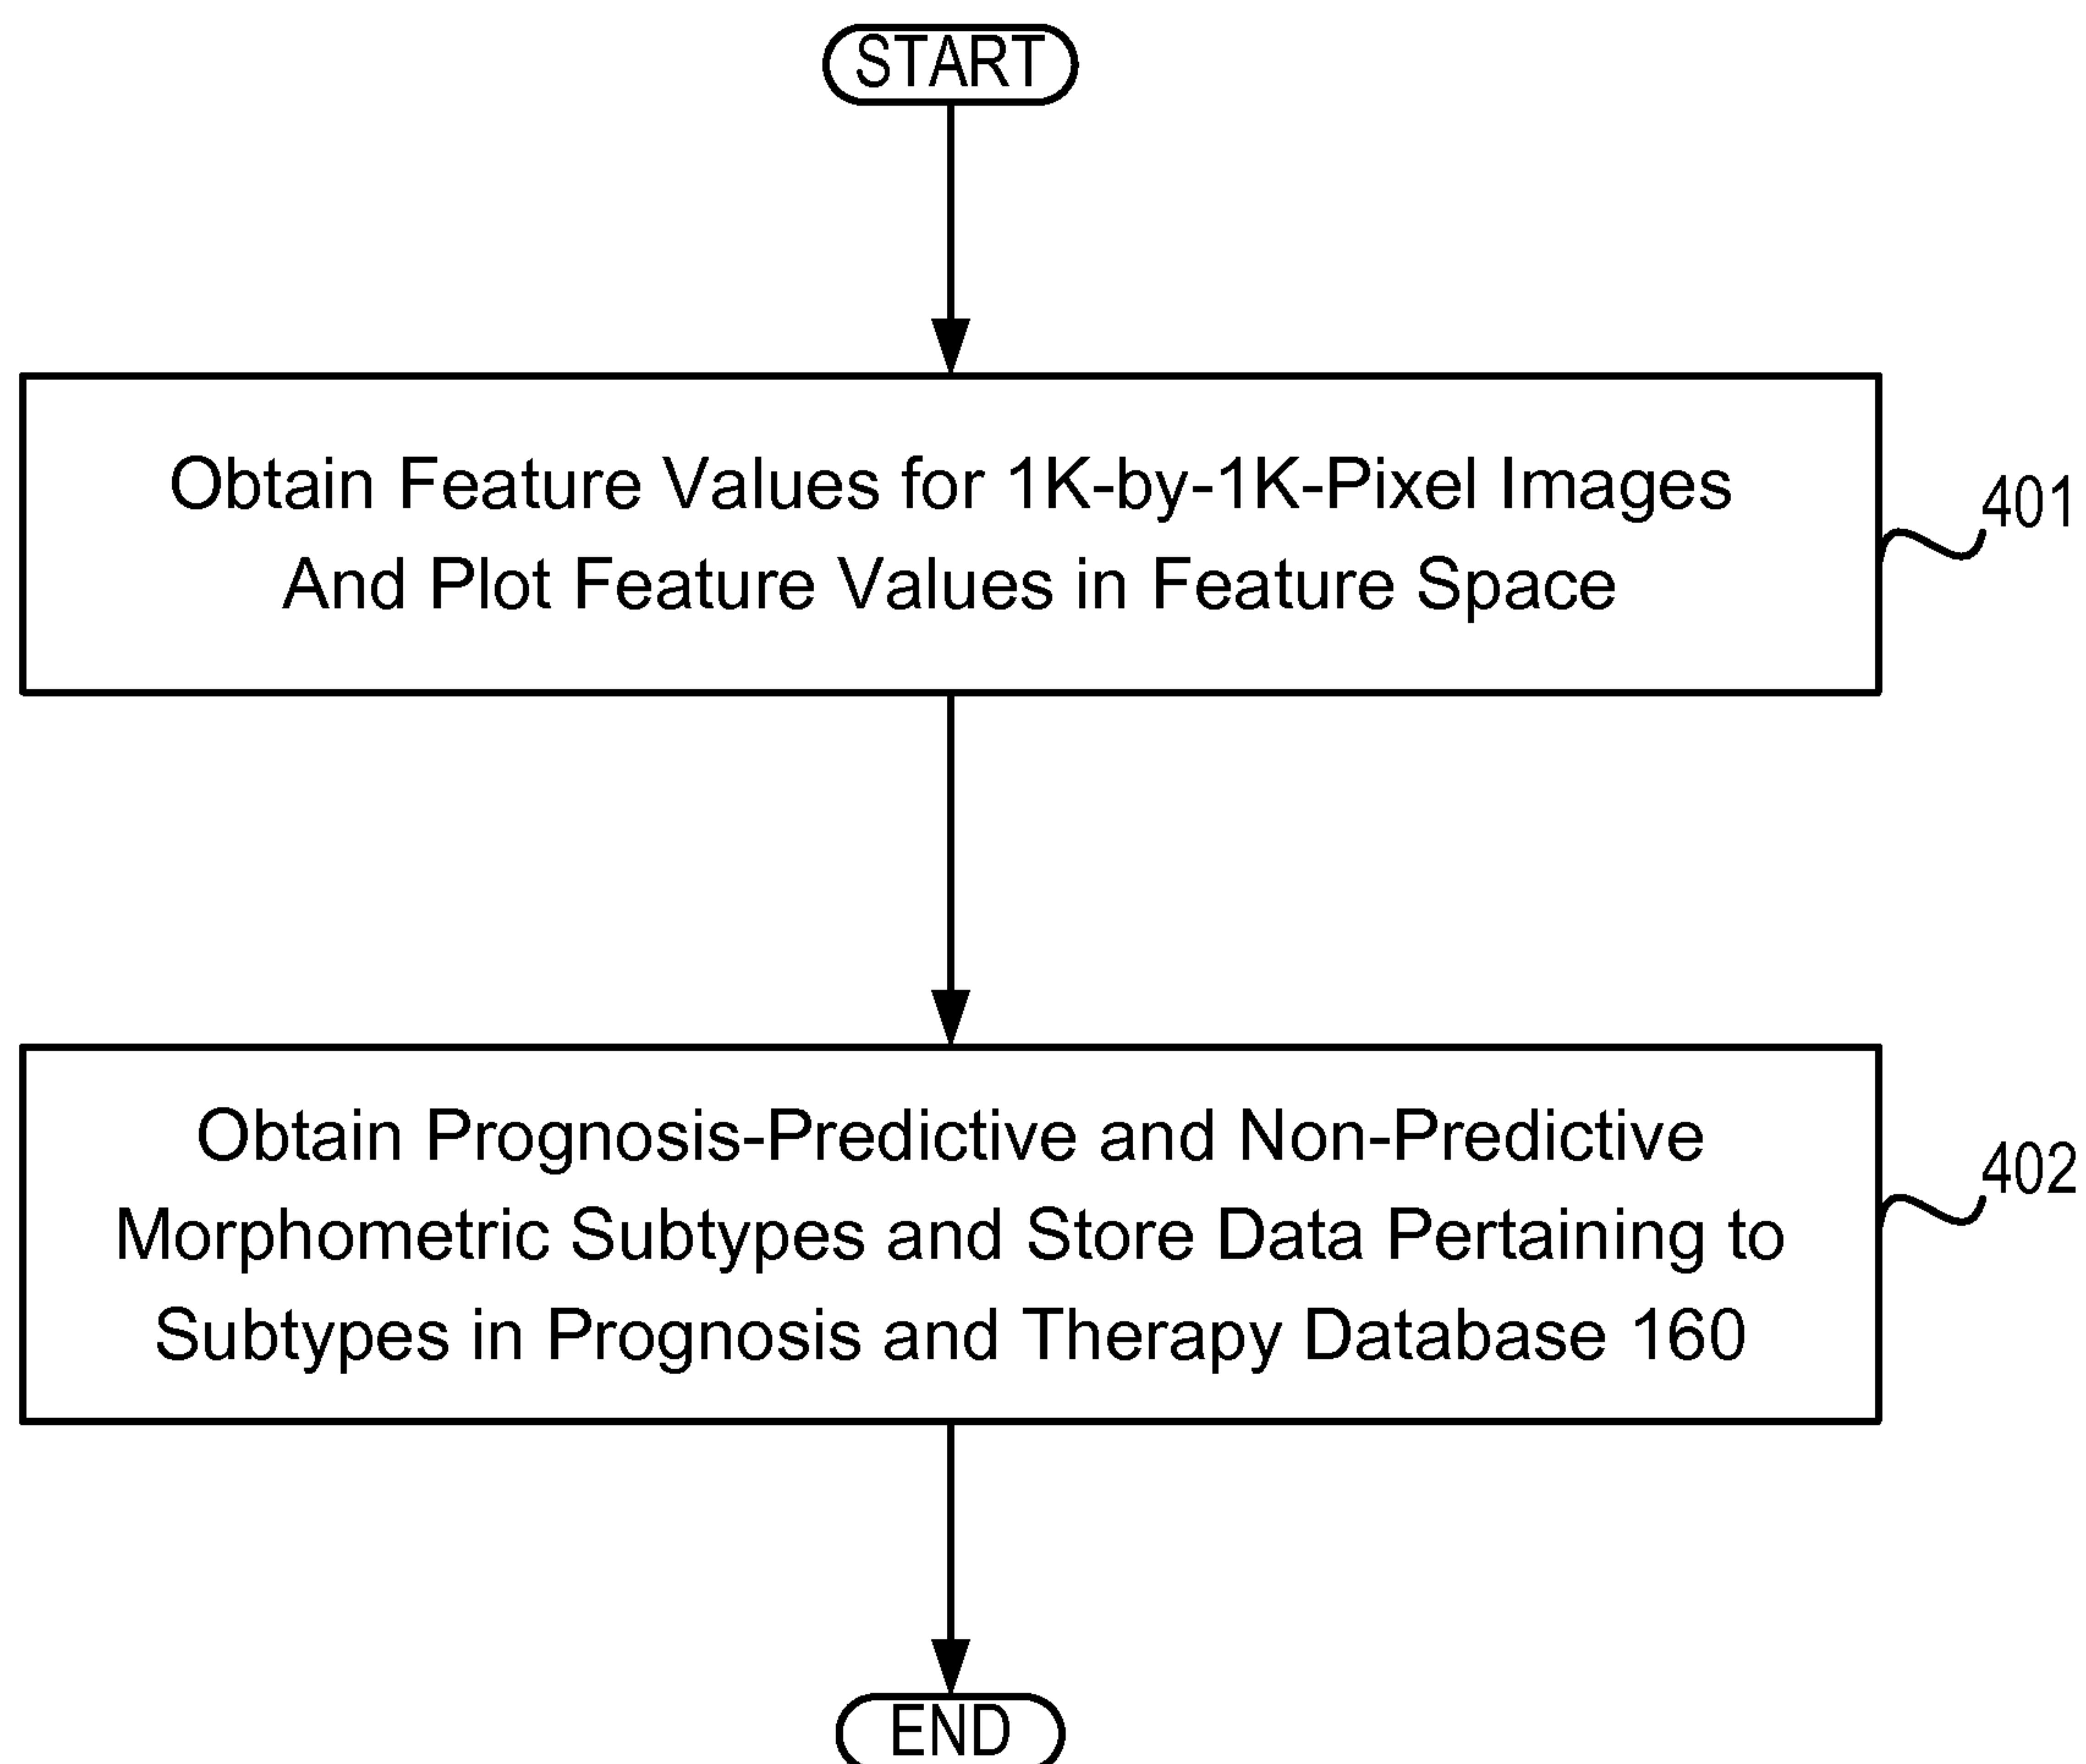 START
Obtain Feature Values for 1K-by-1K-Pixel Images
And Plot Feature Values in Feature Space
401
Obtain Prognosis-Predictive and Non-Predictive
Morphometric Subtypes and Store Data Pertaining to
Subtypes in Prognosis and Therapy Database 160
402
END